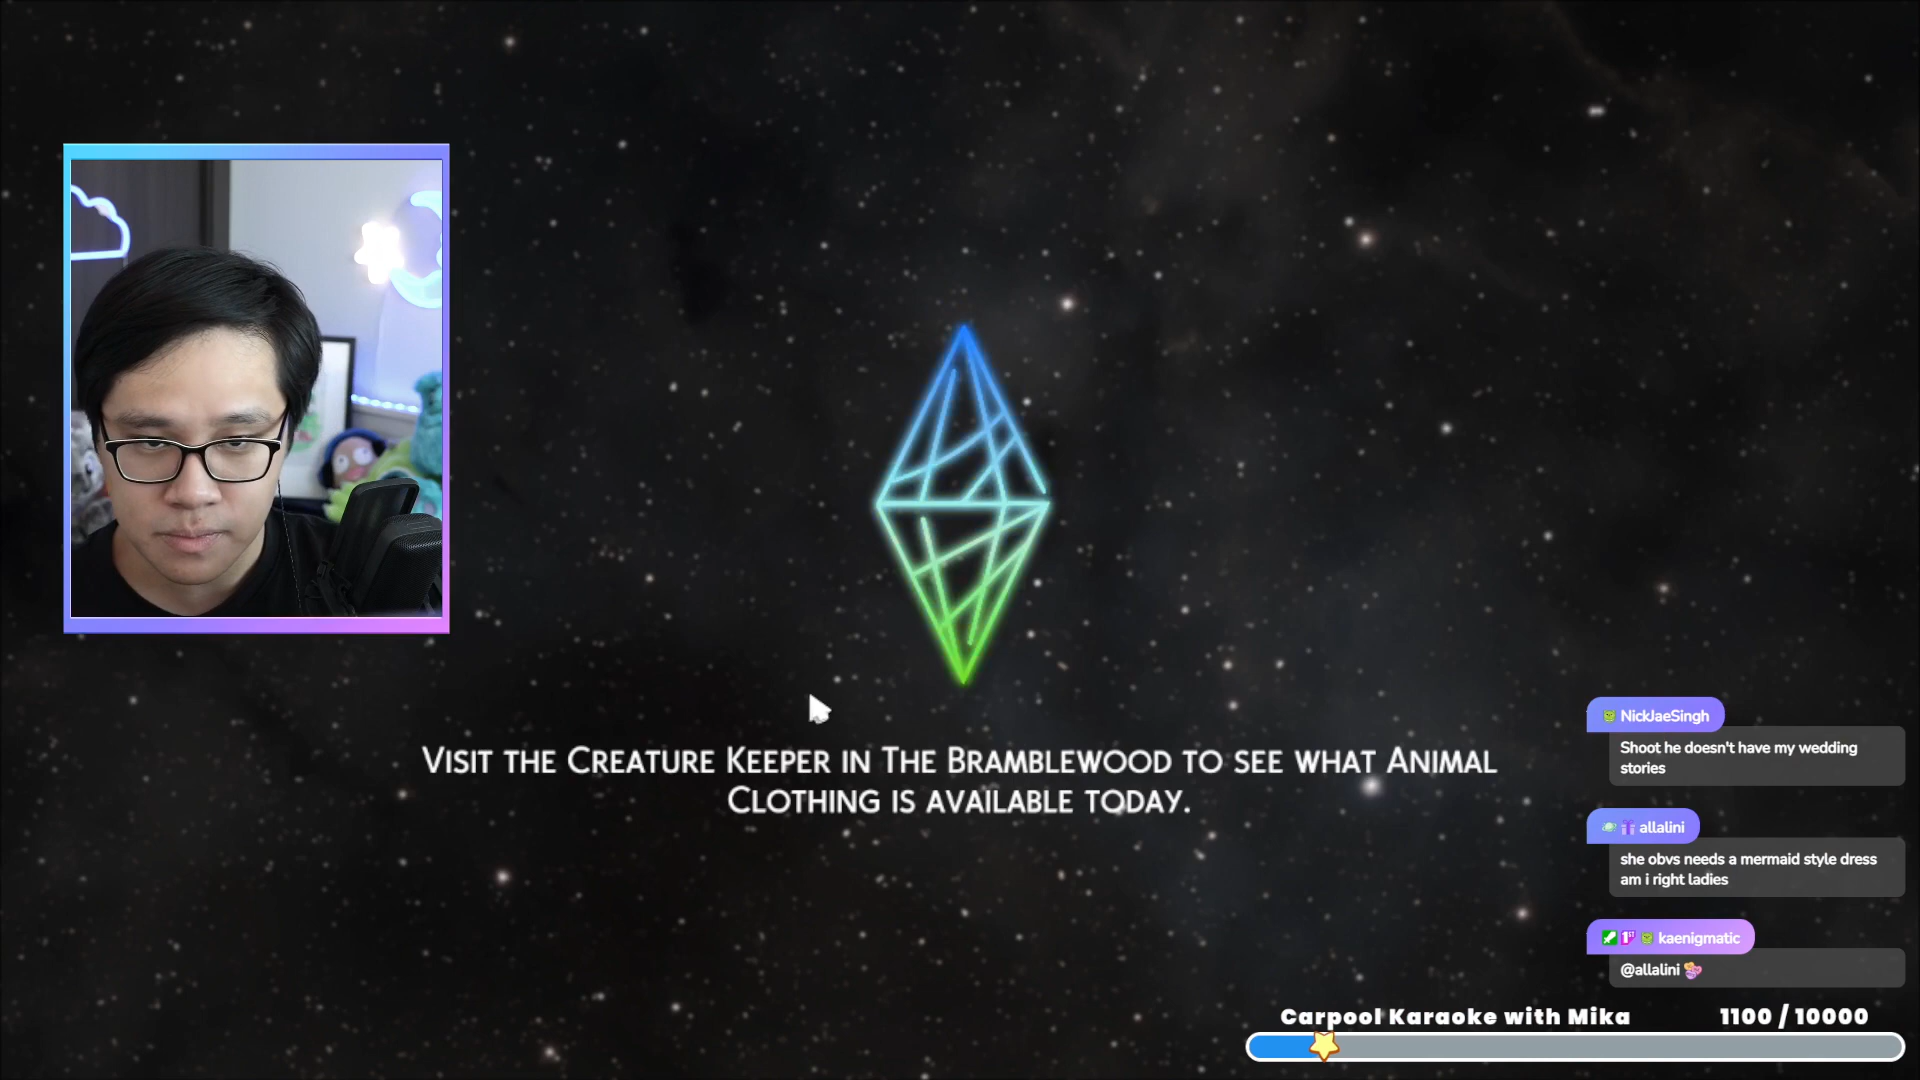 VISIT THE CREATURE KEEPER IN THE BRAMBLEWOOD TO SEE WHAT ANIMAL
CLOTHING IS AVAILABLE TODAY.
NickJaeSingh
Shoot he doesn't have my wedding
stories
allalini
she obvs needs a mermaid style dress
am i right ladies
1ST kaenigmatic
@allalini
Carpool Karaoke with Mika 1100 / 10000